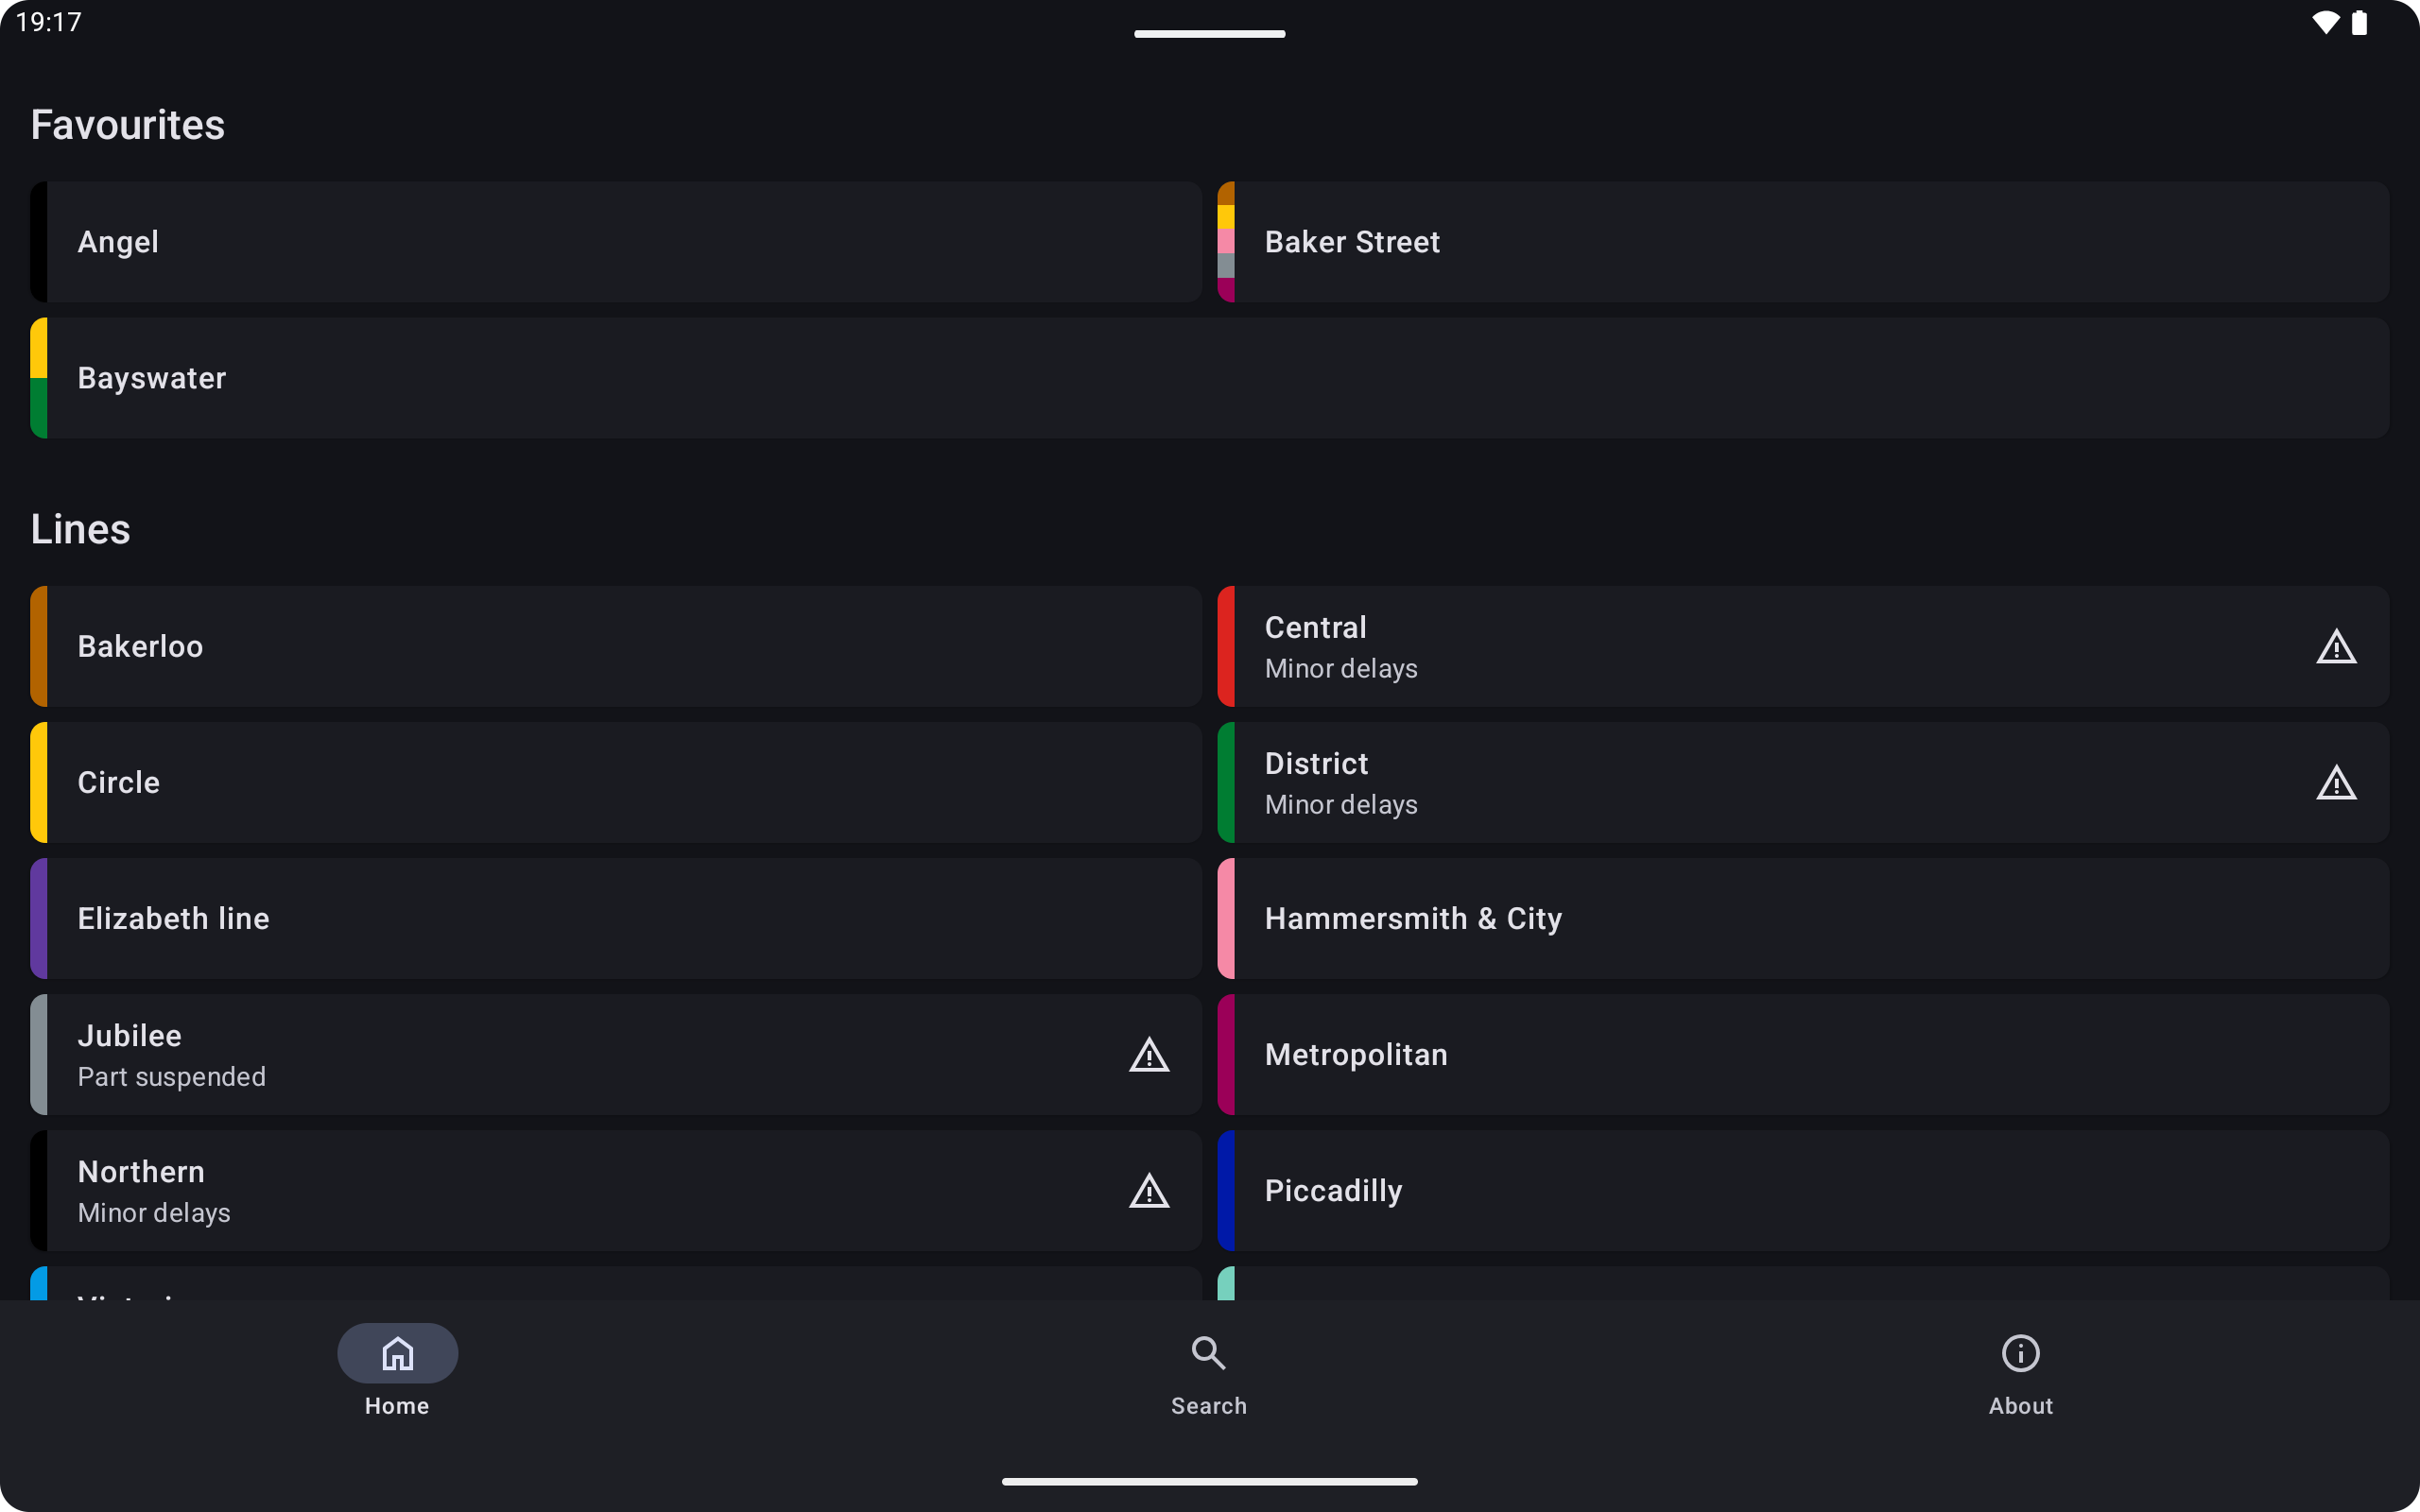 19:17
Favourites
Angel
Baker Street
Bayswater
Lines
Bakerloo
Central
Minor delays
Circle
District
Minor delays
Elizabeth line
Hammersmith & City
Jubilee
Part suspended
Metropolitan
Northern
Minor delays
Piccadilly
Home
Search
About